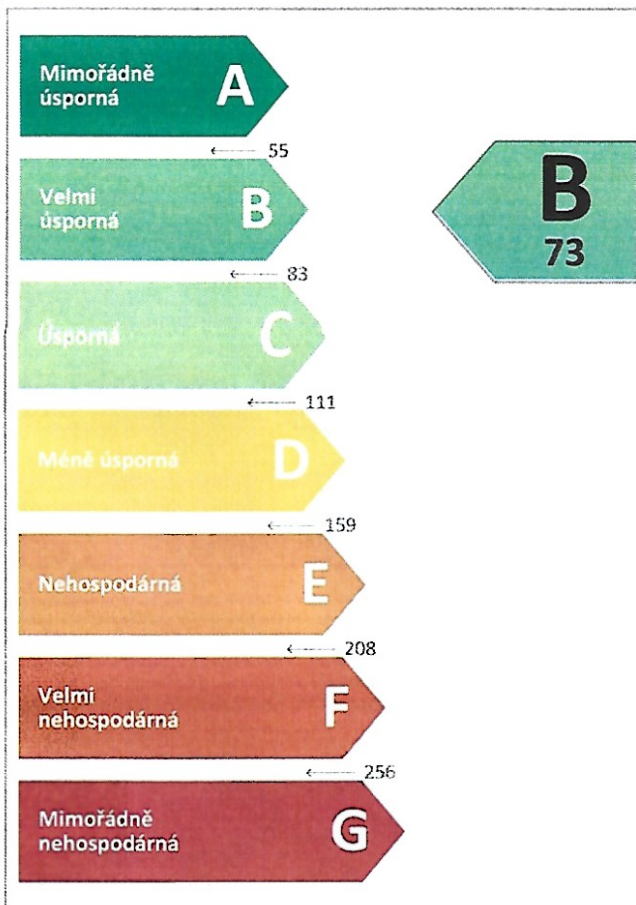 Mimořádně
úsporná
A
← 55
Velmi
úsporná
B
← 83
B
73
Úsporná
C
← 111
Méně úsporná
D
← 159
Nehospodárná
E
← 208
Velmi
nehospodárná
F
← 256
Mimořádně
nehospodárná
G